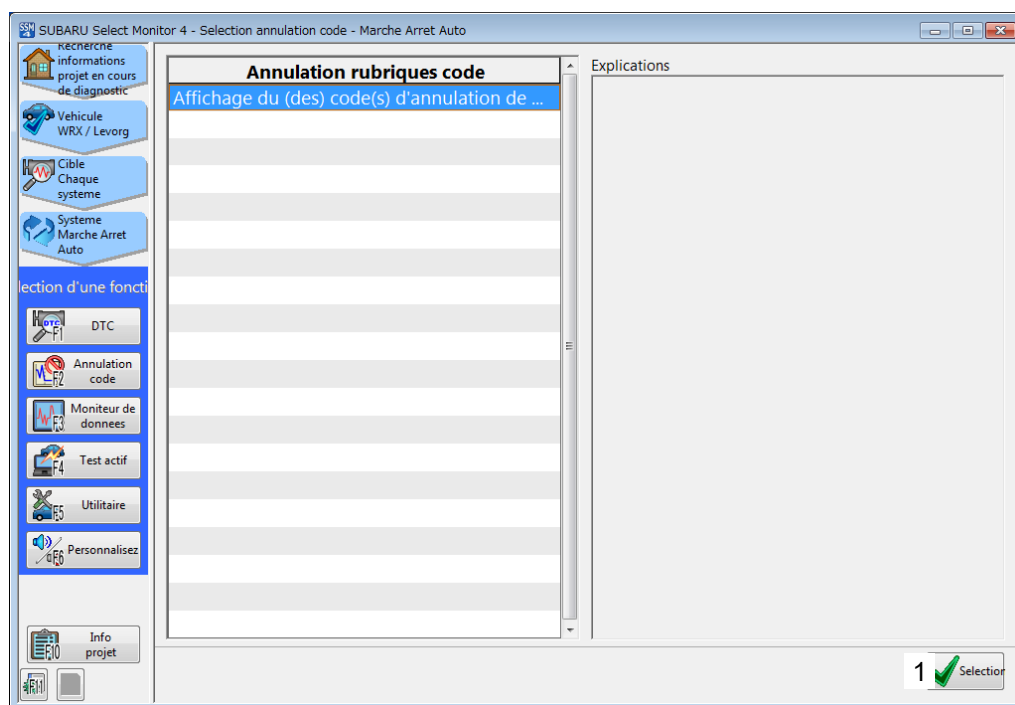 SUBARU Select Monitor 4 - Selection annulation code - Marche Arret Auto
Recherche
informations
projet en cours
de diagnostic
Vehicule
WRX / Levorg
Cible
Chaque
systeme
Systeme
Marche Arret
Auto
lection d'une foncti
DTC
F1
DTC
Annulation
code
F2
Moniteur de
donnees
F3
Test actif
F4
Utilitaire
F5
Personnalisez
F6
Info
projet
F10
F11
Annulation rubriques code
Affichage du (des) code(s) d'annulation de ...
Explications
1
Selection